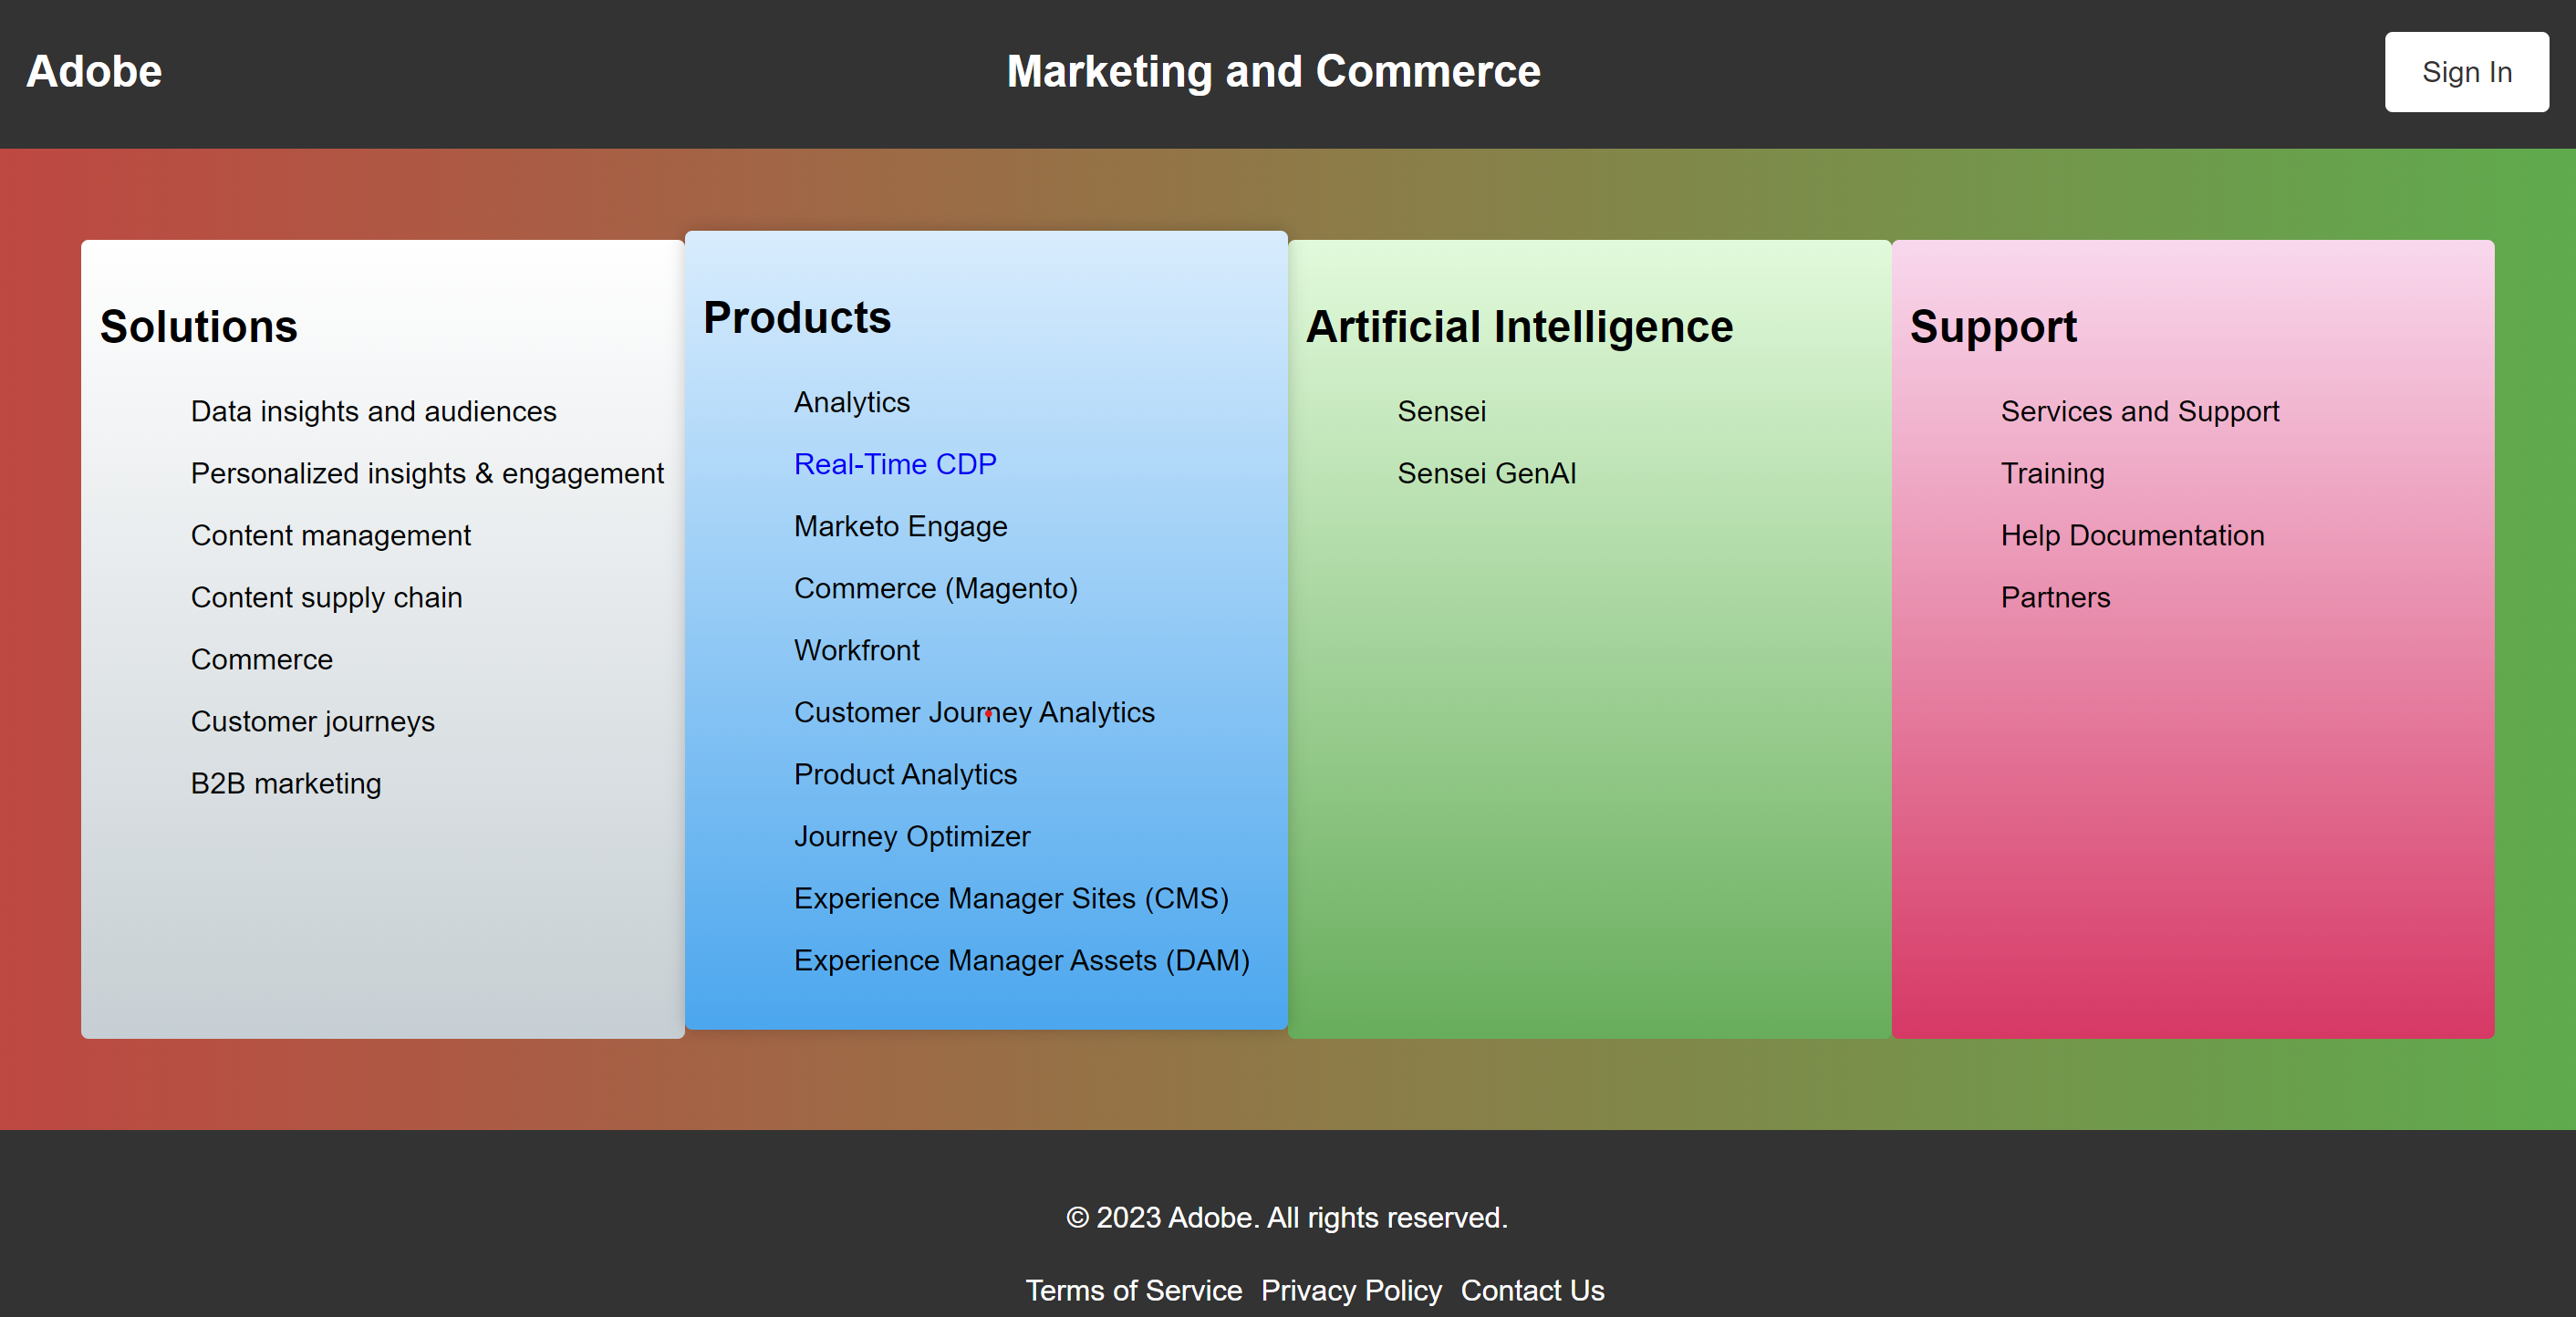 Adobe
Marketing and Commerce
Sign In
Solutions
Data insights and audiences
Personalized insights & engagement
Content management
Content supply chain
Commerce
Customer journeys
B2B marketing
Products
Analytics
Real-Time CDP
Marketo Engage
Commerce (Magento)
Workfront
Customer Journey Analytics
Product Analytics
Journey Optimizer
Experience Manager Sites (CMS)
Experience Manager Assets (DAM)
Artificial Intelligence
Sensei
Sensei GenAI
Support
Services and Support
Training
Help Documentation
Partners
© 2023 Adobe. All rights reserved.
Terms of Service Privacy Policy Contact Us